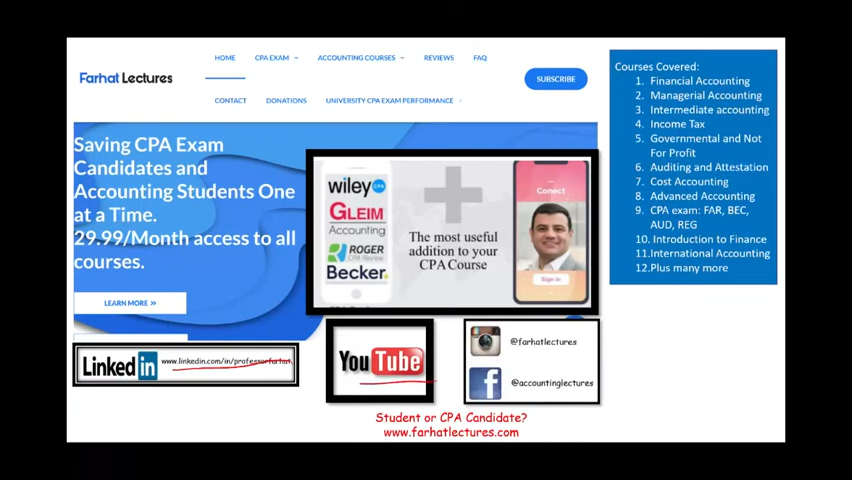 HOME
CPA EXAM
ACCOUNTING COURSES
REVIEWS
FAQ
Farhat Lectures
SUBSCRIBE
CONTACT
DONATIONS
UNIVERSITY CPA EXAM PERFORMANCE
Saving CPA Exam
Candidates and
Accounting Students One
at a Time.
29.99/Month access to all
courses.
LEARN MORE »
wiley CPA
GLEIM
Accounting
ROGER
CPA Review
Becker.
The most useful
addition to your
CPA Course
Conect
Sign in
Courses Covered:
1. Financial Accounting
2. Managerial Accounting
3. Intermediate accounting
4. Income Tax
5. Governmental and Not
For Profit
6. Auditing and Attestation
7. Cost Accounting
8. Advanced Accounting
9. CPA exam: FAR, BEC,
AUD, REG
10. Introduction to Finance
11.International Accounting
12.Plus many more
Linked in
www.linkedin.com/in/professorfarhat
YouTube
@farhatlectures
@accountinglectures
Student or CPA Candidate?
www.farhatlectures.com